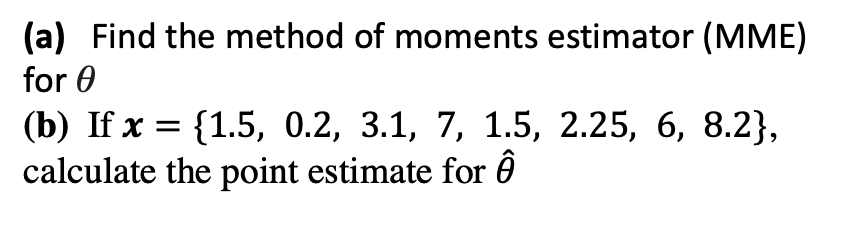 (a) Find the method of moments estimator (MME)
for θ
(b) If x = {1.5, 0.2, 3.1, 7, 1.5, 2.25, 6, 8.2},
calculate the point estimate for θ̂